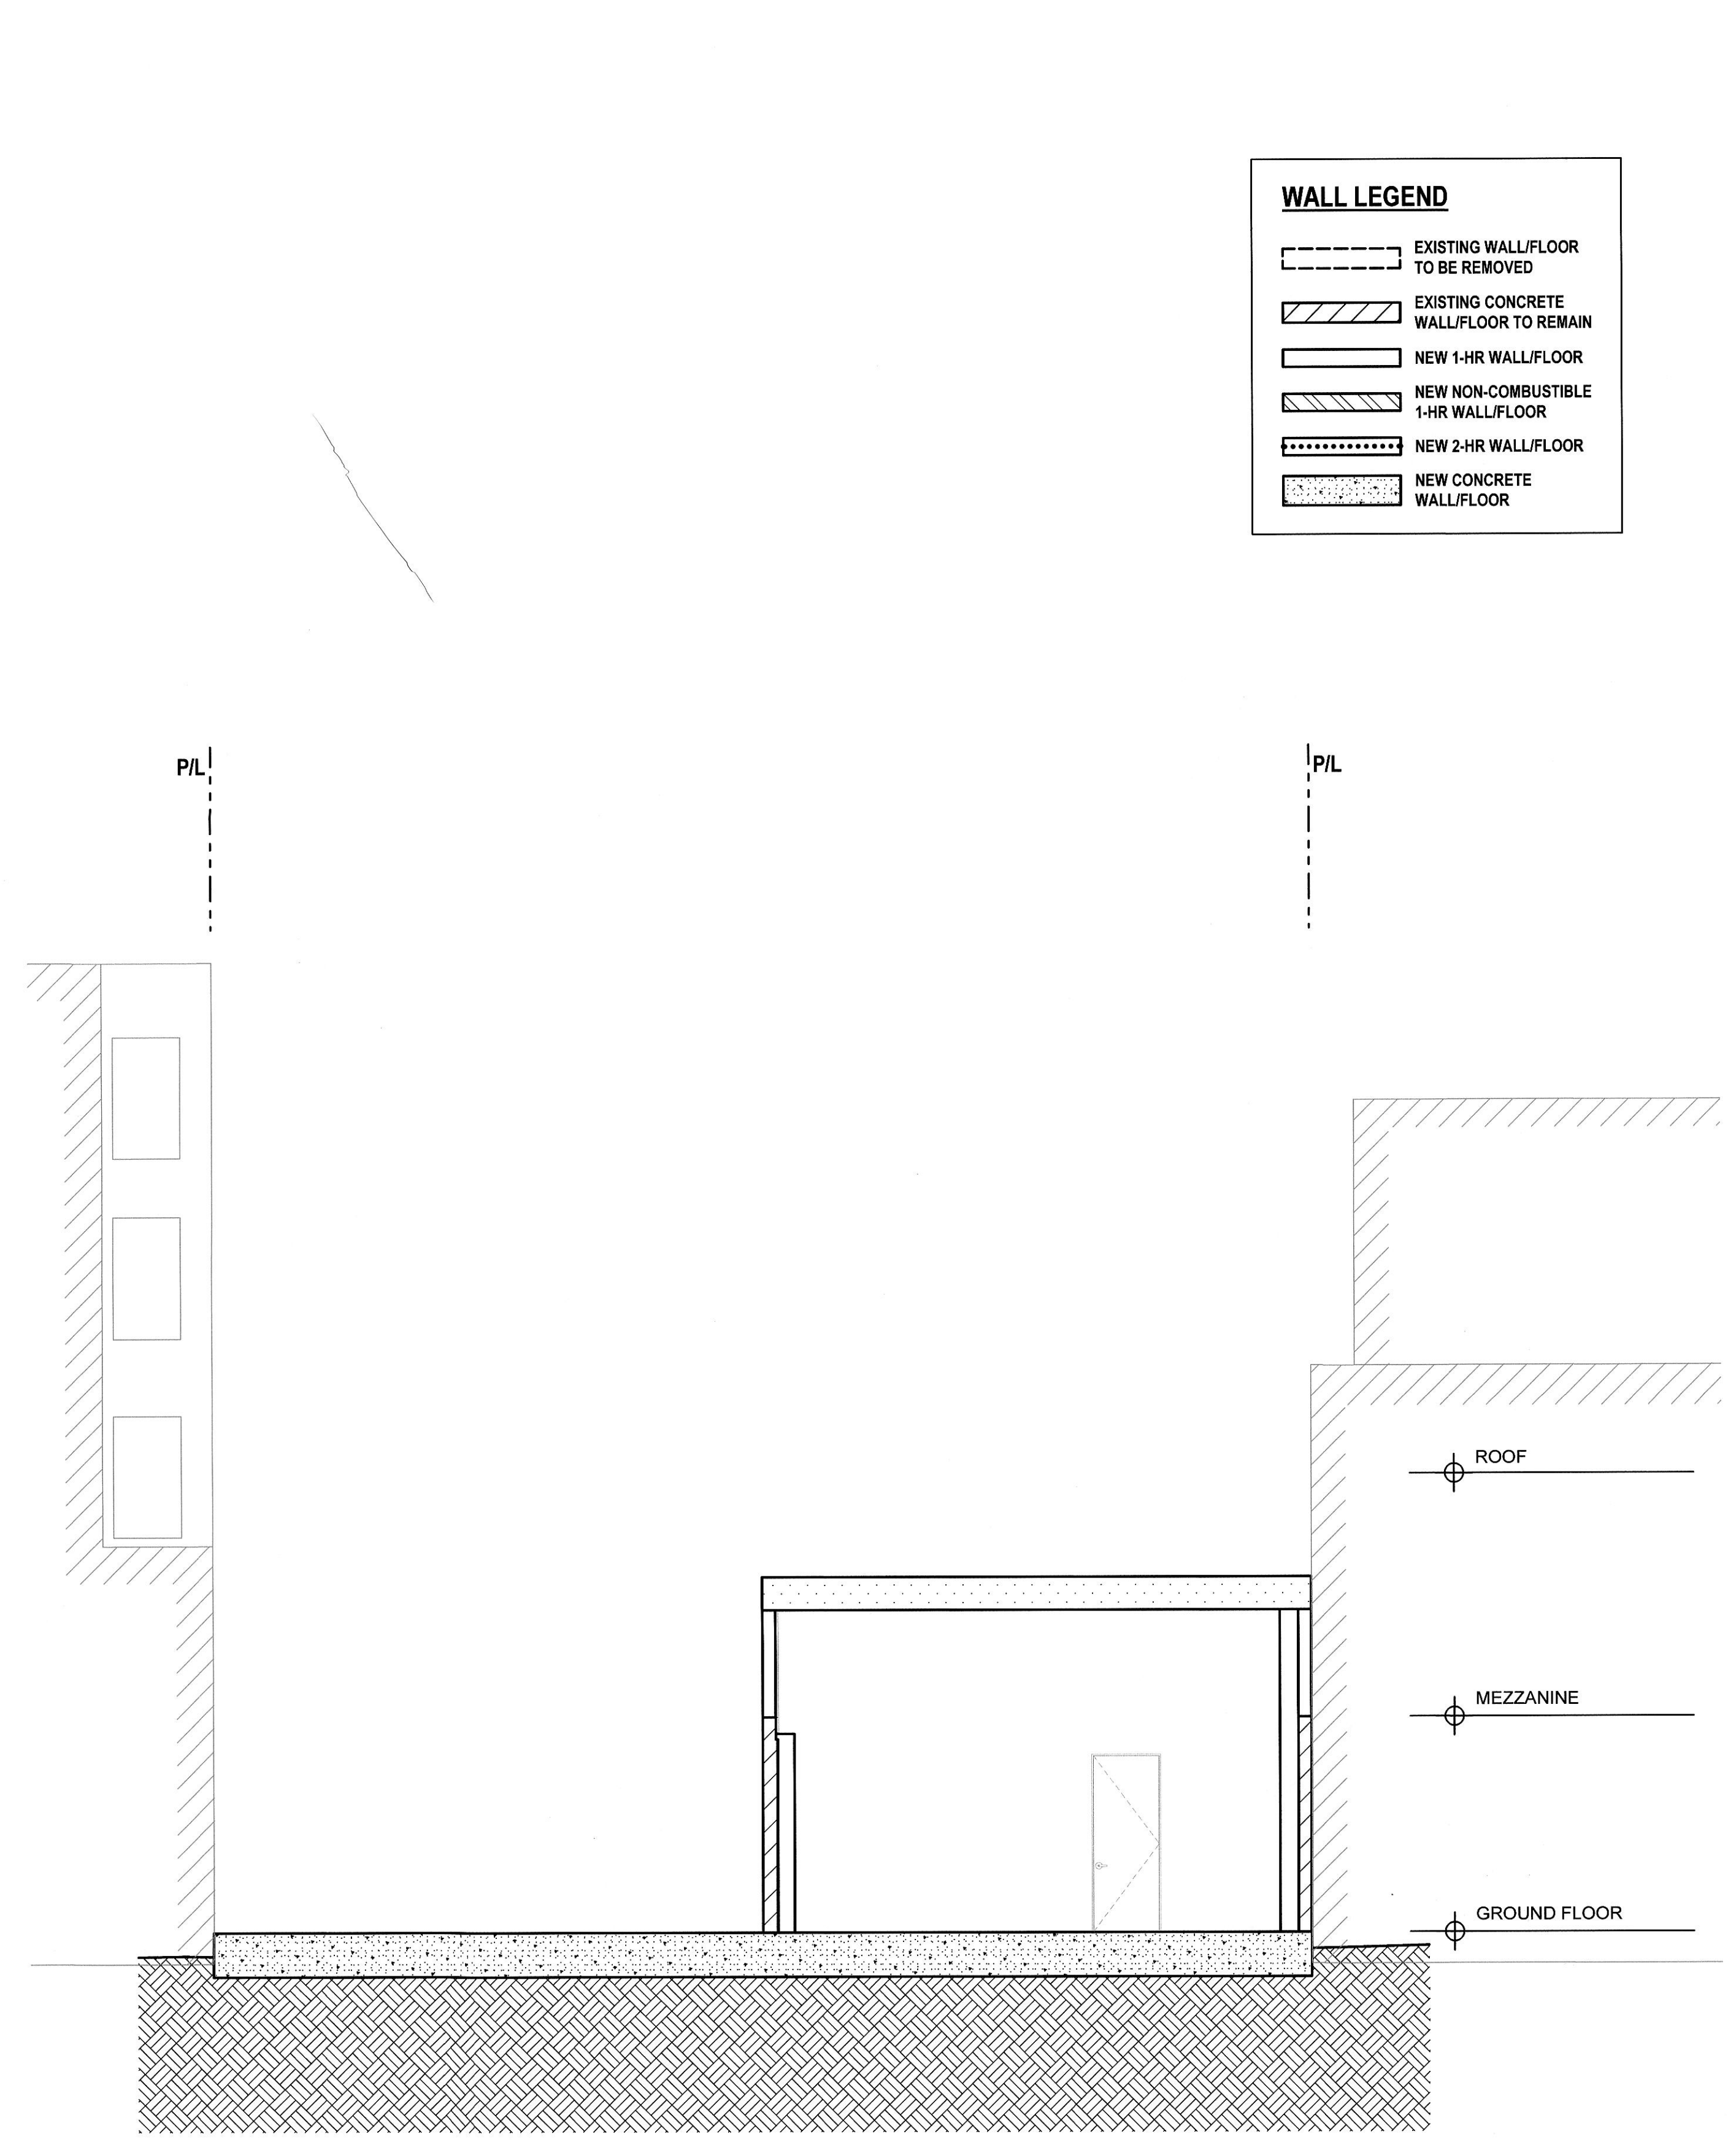 WALL LEGEND
EXISTING WALL/FLOOR
TO BE REMOVED
EXISTING CONCRETE
WALL/FLOOR TO REMAIN
NEW 1-HR WALL/FLOOR
NEW NON-COMBUSTIBLE
1-HR WALL/FLOOR
NEW 2-HR WALL/FLOOR
NEW CONCRETE
WALL/FLOOR
P/L
P/L
ROOF
MEZZANINE
GROUND FLOOR